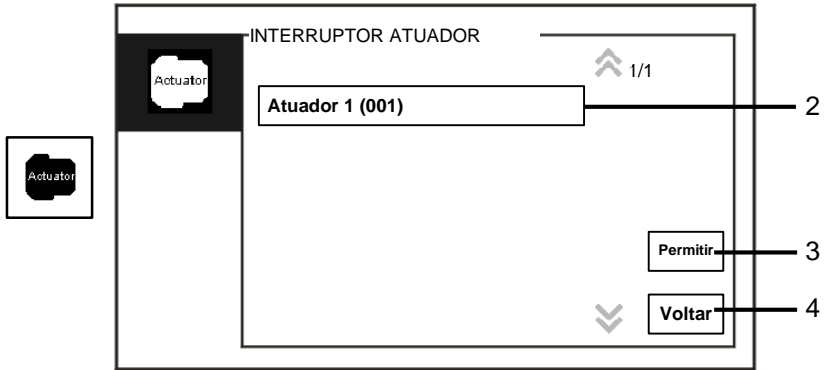 INTERRUPTOR ATUADOR
Actuator
1/1
Atuador 1 (001)
2
Actuator
Permitir
3
Voltar
4